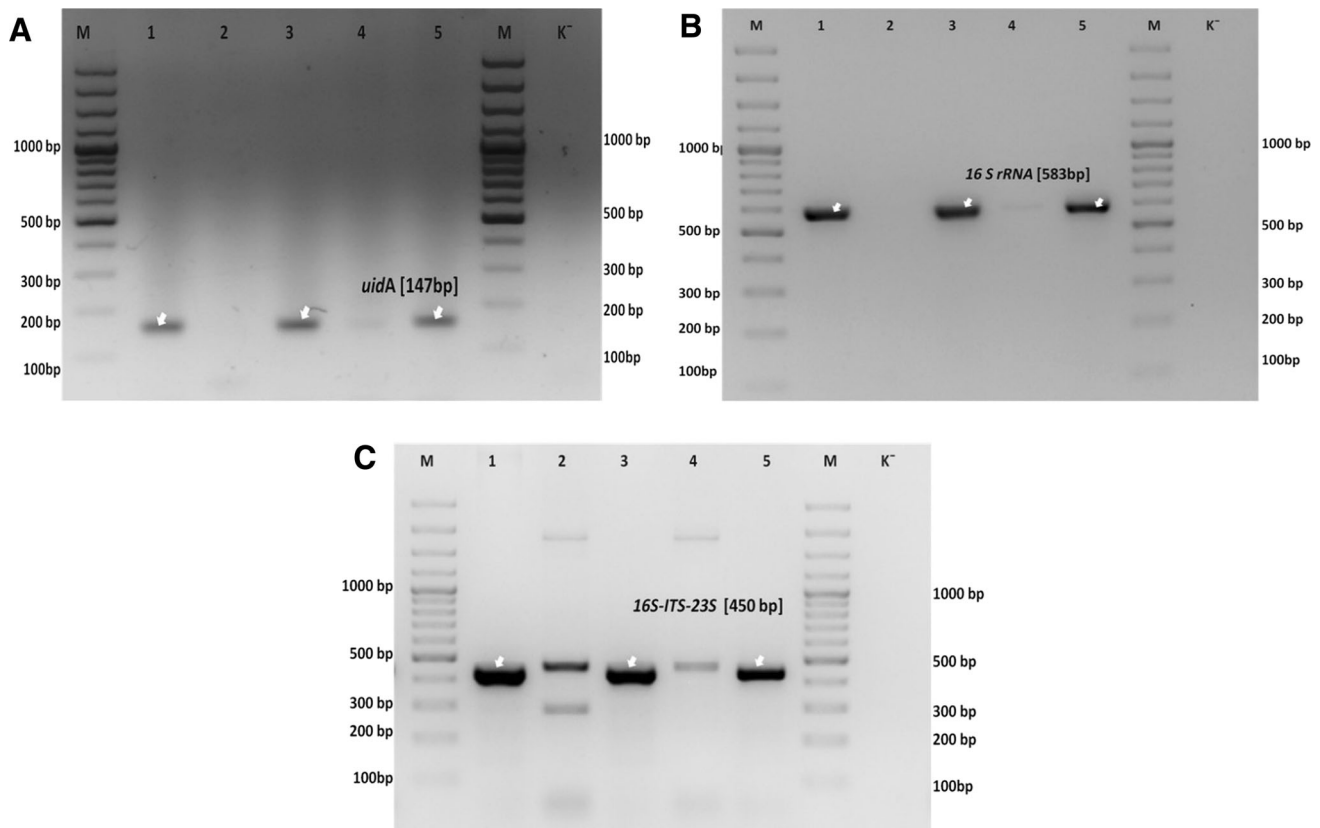 A
M 1 2 3 4 5 M K⁻
1000 bp
500 bp
300 bp
200 bp
100bp
uidA [147bp]
1000 bp
500 bp
300 bp
200 bp
100bp
B
M 1 2 3 4 5 M K⁻
1000 bp
500 bp
300 bp
200 bp
100bp
16 S rRNA [583bp]
1000 bp
500 bp
300 bp
200 bp
100bp
C
M 1 2 3 4 5 M K⁻
1000 bp
500 bp
300 bp
200 bp
100bp
16S-ITS-23S [450 bp]
1000 bp
500 bp
300 bp
200 bp
100bp